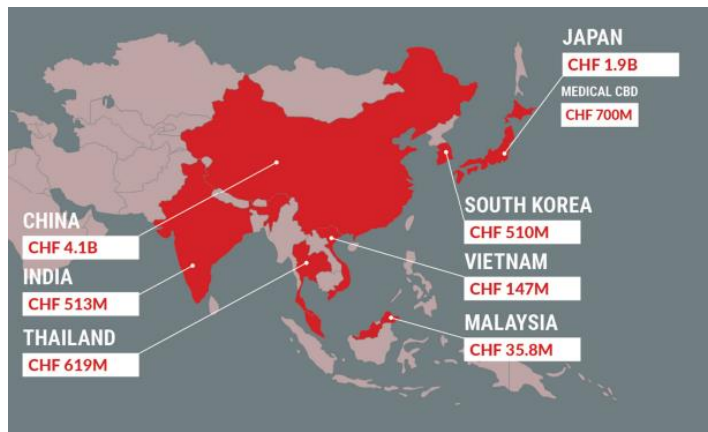 JAPAN
CHF 1.9B
MEDICAL CBD
CHF 700M
CHINA
CHF 4.1B
INDIA
CHF 513M
THAILAND
CHF 619M
SOUTH KOREA
CHF 510M
VIETNAM
CHF 147M
MALAYSIA
CHF 35.8M